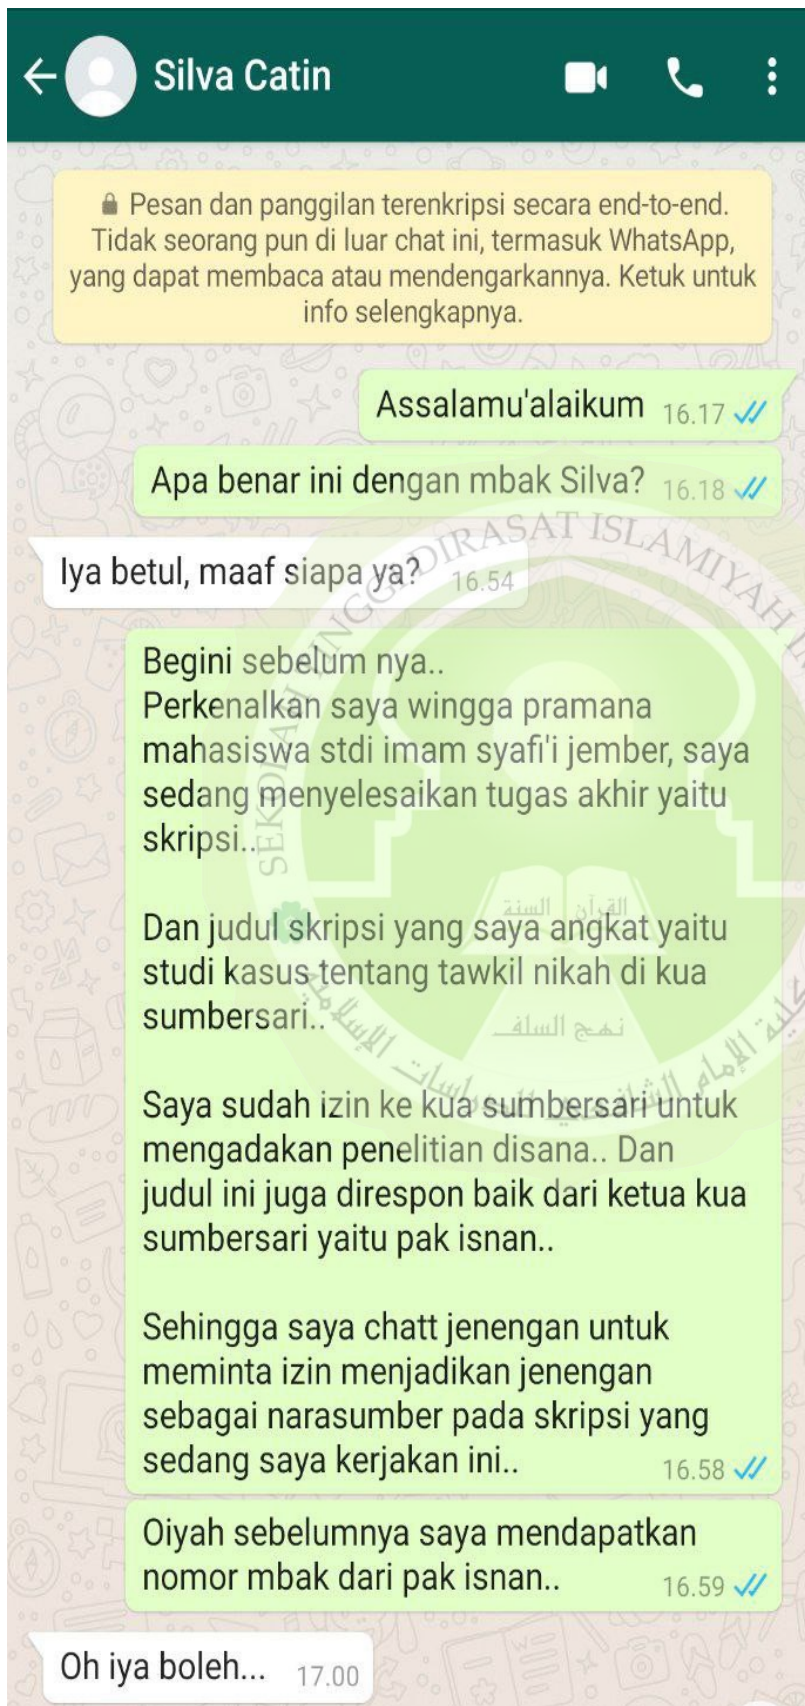 Silva Catin
Pesan dan panggilan terenkripsi secara end-to-end.
Tidak seorang pun di luar chat ini, termasuk WhatsApp,
yang dapat membaca atau mendengarkannya. Ketuk untuk
info selengkapnya.
Assalamu'alaikum 16.17
Apa benar ini dengan mbak Silva? 16.18
Iya betul, maaf siapa ya? 16.54
Begini sebelum nya..
Perkenalkan saya wingga pramana
mahasiswa stdi imam syafi'i jember, saya
sedang menyelesaikan tugas akhir yaitu
skripsi..
Dan judul skripsi yang saya angkat yaitu
studi kasus tentang tawkil nikah di kua
sumbersari..
Saya sudah izin ke kua sumbersari untuk
mengadakan penelitian disana.. Dan
judul ini juga direspon baik dari ketua kua
sumbersari yaitu pak isnan..
Sehingga saya chatt jenengan untuk
meminta izin menjadikan jenengan
sebagai narasumber pada skripsi yang
sedang saya kerjakan ini.. 16.58
Oiyah sebelumnya saya mendapatkan
nomor mbak dari pak isnan.. 16.59
Oh iya boleh... 17.00
DIRASAT ISLAMIYAH
القرآن السنة
نهج السلف